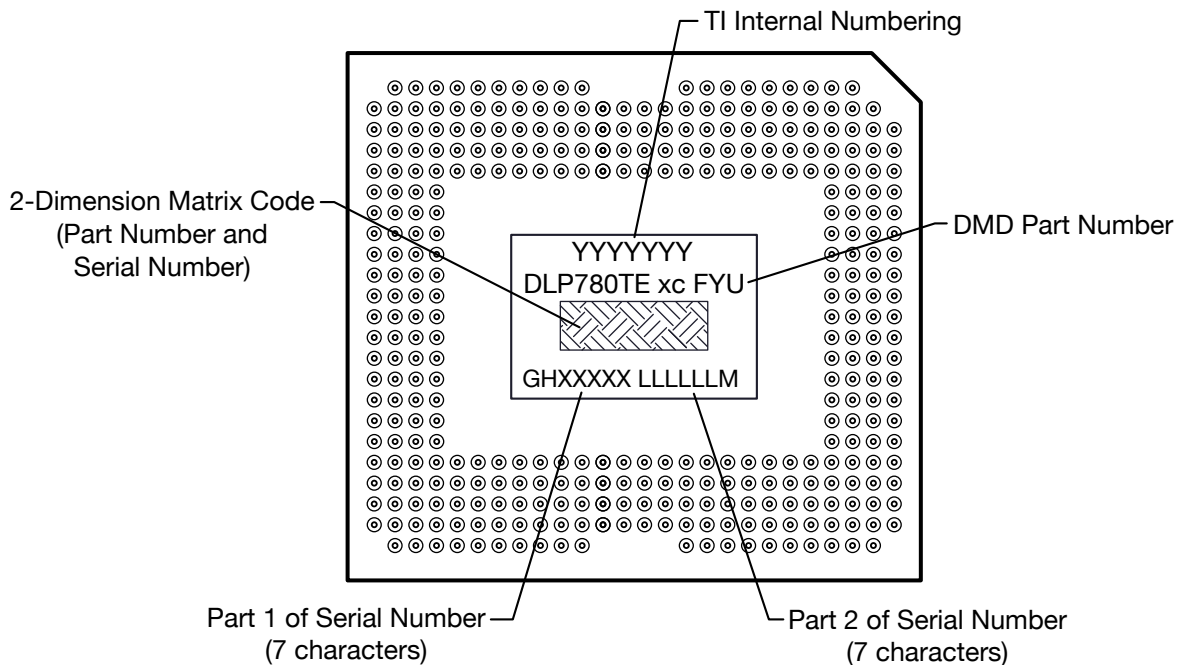 TI Internal Numbering
2-Dimension Matrix Code
(Part Number and
Serial Number)
DMD Part Number
YYYYYYY
DLP780TE xc FYU
GHXXXXX LLLLLLM
Part 1 of Serial Number
(7 characters)
Part 2 of Serial Number
(7 characters)